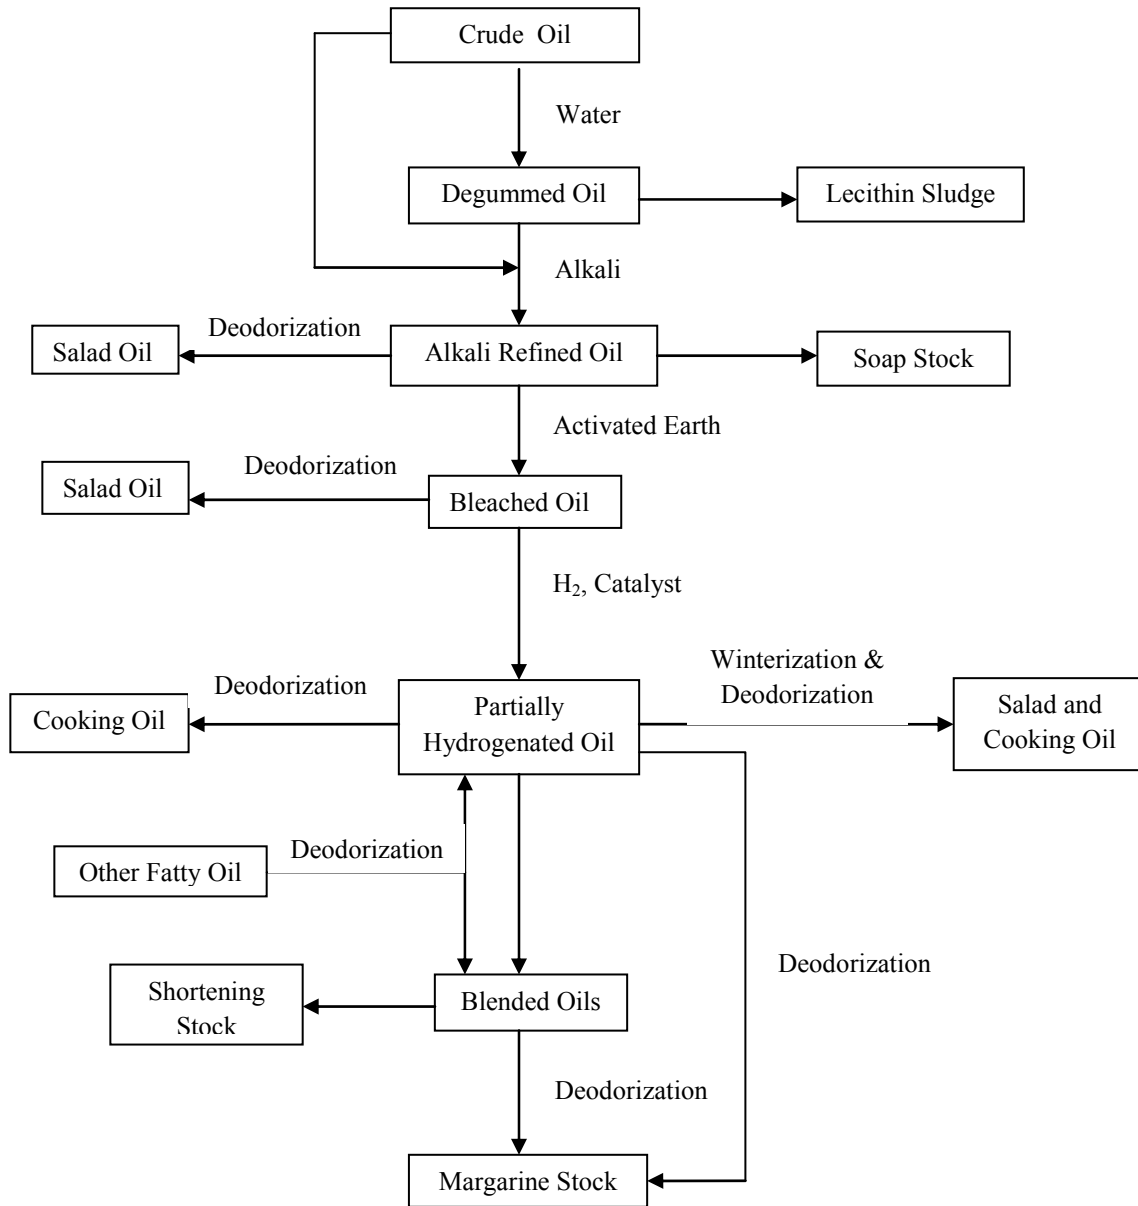 Crude  Oil
Water
Degummed Oil
Lecithin Sludge
Alkali
Deodorization
Salad Oil
Alkali Refined Oil
Soap Stock
Activated Earth
Deodorization
Salad Oil
Bleached Oil
H₂, Catalyst
Winterization &
Deodorization
Deodorization
Cooking Oil
Partially
Hydrogenated Oil
Salad and
Cooking Oil
Deodorization
Other Fatty Oil
Deodorization
Shortening
Stock
Blended Oils
Deodorization
Margarine Stock